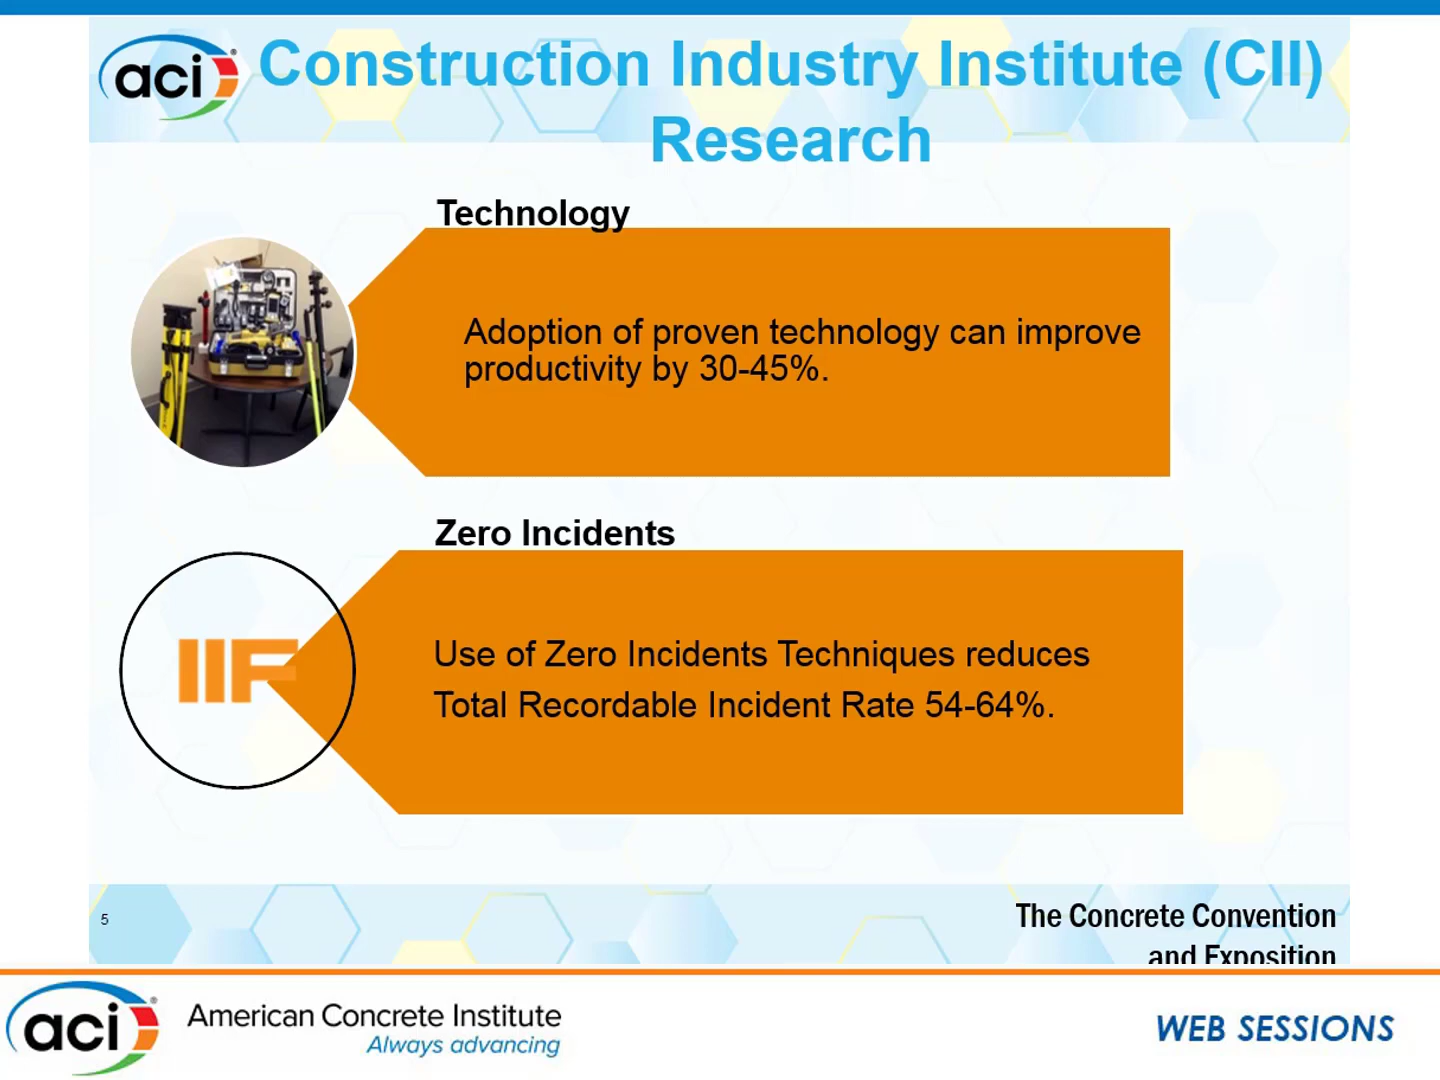 aci
Construction Industry Institute (CII)
Research
Technology
Adoption of proven technology can improve
productivity by 30-45%.
Zero Incidents
IIF
Use of Zero Incidents Techniques reduces
Total Recordable Incident Rate 54-64%.
5
The Concrete Convention
and Exposition
aci
American Concrete Institute
Always advancing
WEB SESSIONS